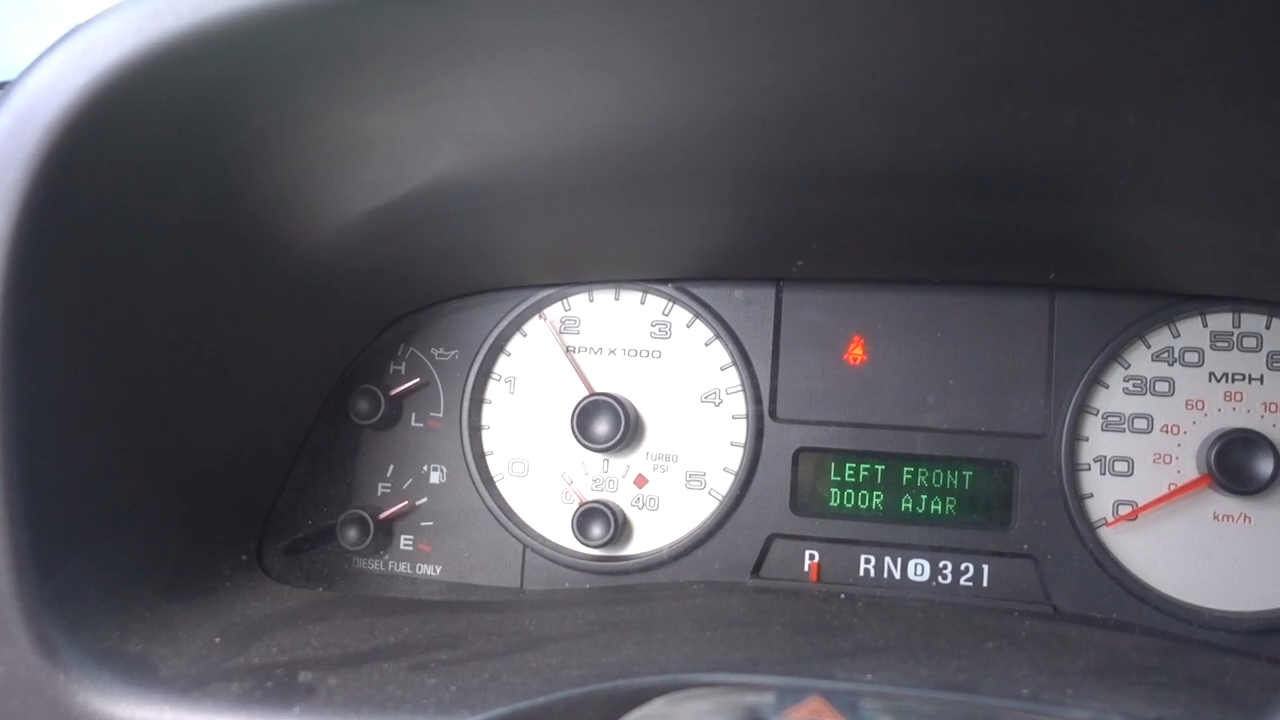 H
L
F
E
DIESEL FUEL ONLY
0
1
2
3
4
5
RPM X 1000
TURBO
PSI
0
20
40
LEFT FRONT
DOOR AJAR
P RND321
0
10
20
30
40
50
MPH
20
40
60
80
km/h